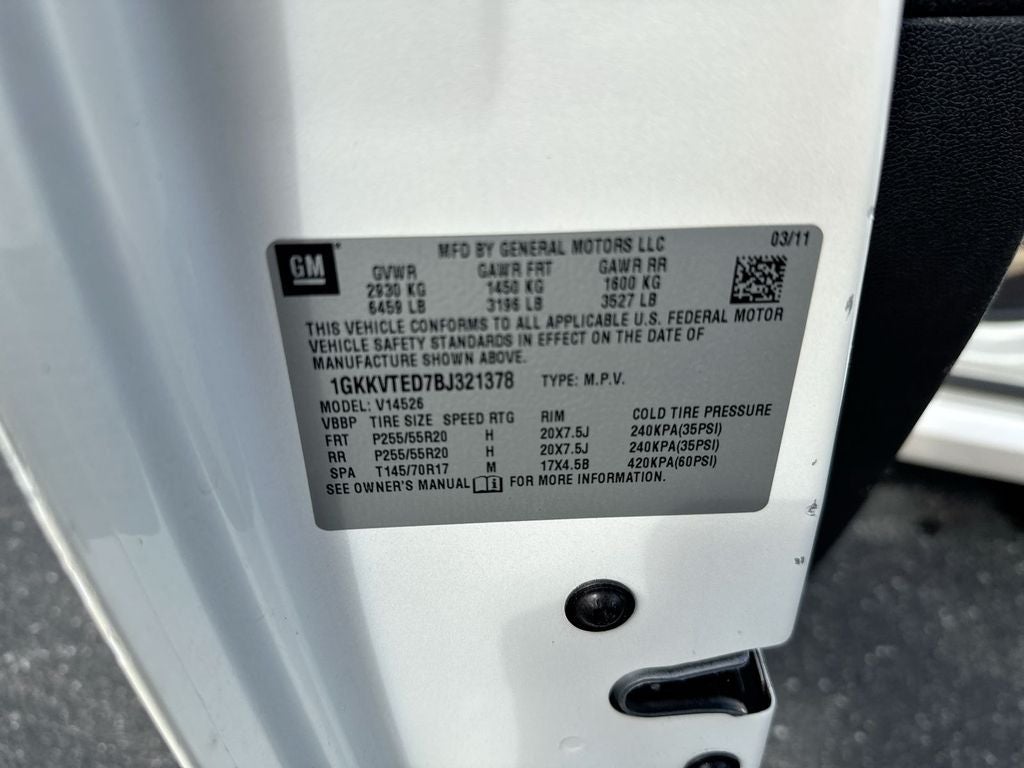 GM
MFD BY GENERAL MOTORS LLC 03/11
GVWR GAWR FRT GAWR RR
2930 KG 1450 KG 1600 KG
6459 LB 3196 LB 3527 LB
THIS VEHICLE CONFORMS TO ALL APPLICABLE U.S. FEDERAL MOTOR
VEHICLE SAFETY STANDARDS IN EFFECT ON THE DATE OF
MANUFACTURE SHOWN ABOVE.
1GKKVTED7BJ321378 TYPE: M.P.V.
MODEL: V14526
VBBP TIRE SIZE SPEED RTG RIM COLD TIRE PRESSURE
FRT P255/55R20 H 20X7.5J 240KPA(35PSI)
RR P255/55R20 H 20X7.5J 240KPA(35PSI)
SPA T145/70R17 M 17X4.5B 420KPA(60PSI)
SEE OWNER'S MANUAL FOR MORE INFORMATION.